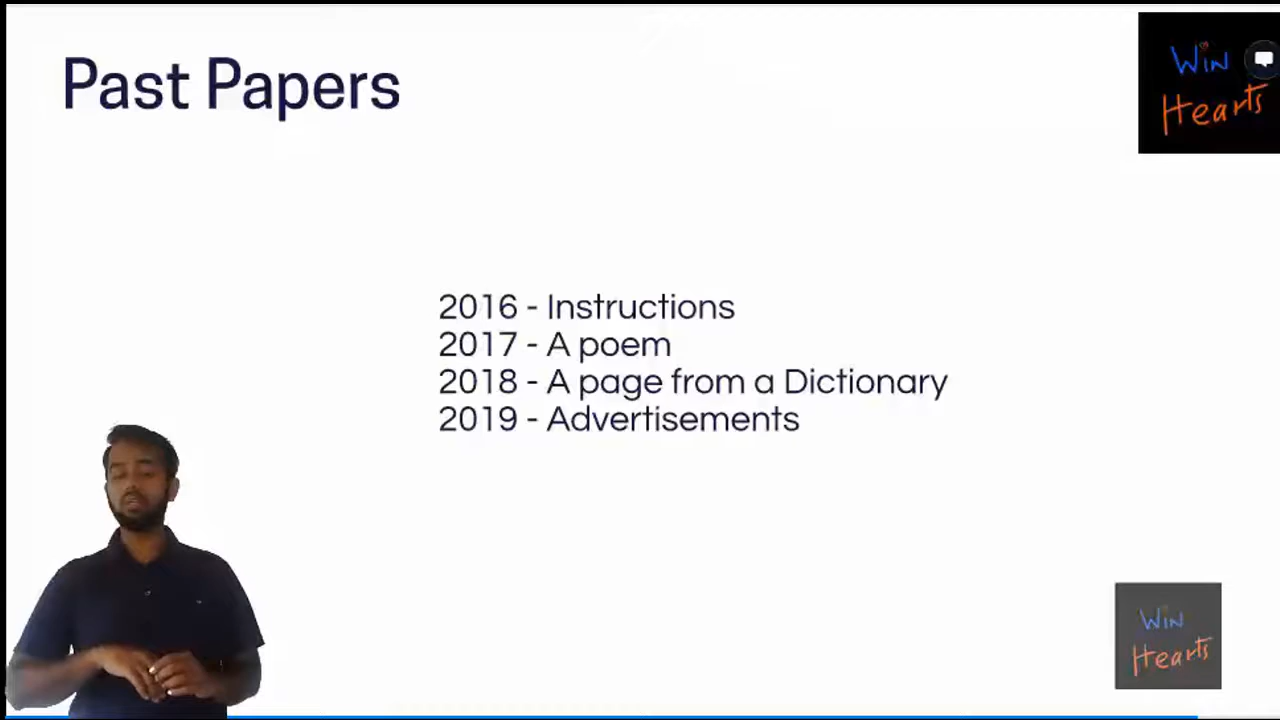 Past Papers
Win
Hearts
2016 - Instructions
2017 - A poem
2018 - A page from a Dictionary
2019 - Advertisements
Win
Hearts